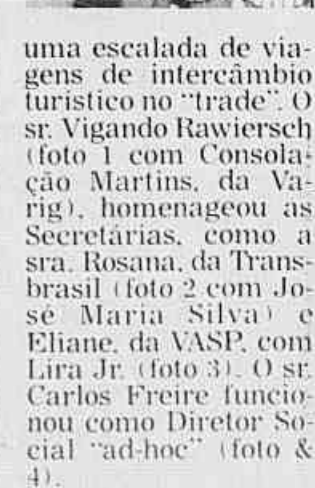 uma escalada de via-
gens de intercâmbio
turistico no “trade”. O
sr. Vigando Rawiersch
(foto 1 com Consola-
ção Martins, da Va-
rig), homenageou as
Secretárias, como a
sra. Rosana, da Trans-
brasil (foto 2 com Jo-
sé Maria Silva) e
Eliane, da VASP, com
Lira Jr. (foto 3). O sr.
Carlos Freire funcio-
nou como Diretor So-
cial “ad-hoc” (foto &
4).